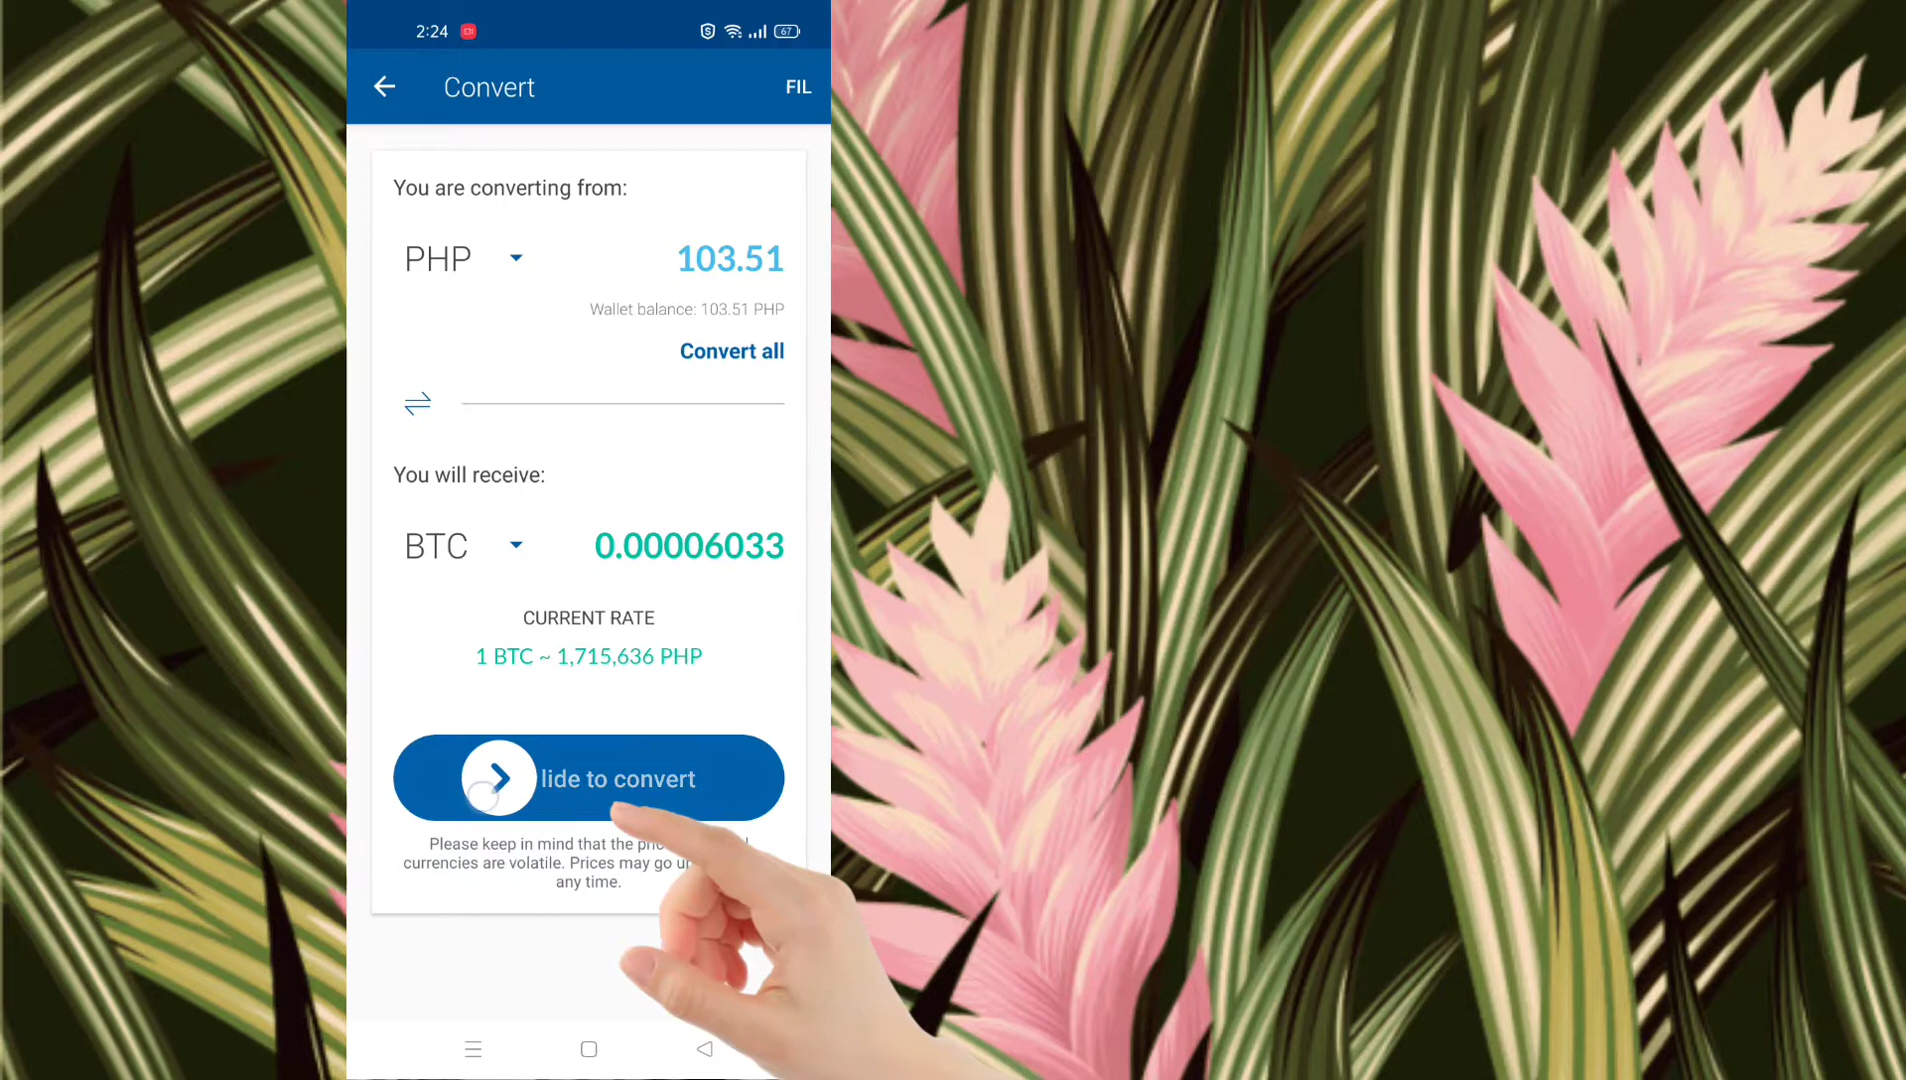 2:24
67
Convert
FIL
You are converting from:
PHP
103.51
Wallet balance: 103.51 PHP
Convert all
You will receive:
BTC
0.00006033
CURRENT RATE
1 BTC ~ 1,715,636 PHP
lide to convert
Please keep in mind that the
currencies are volatile. Prices may go
any time.